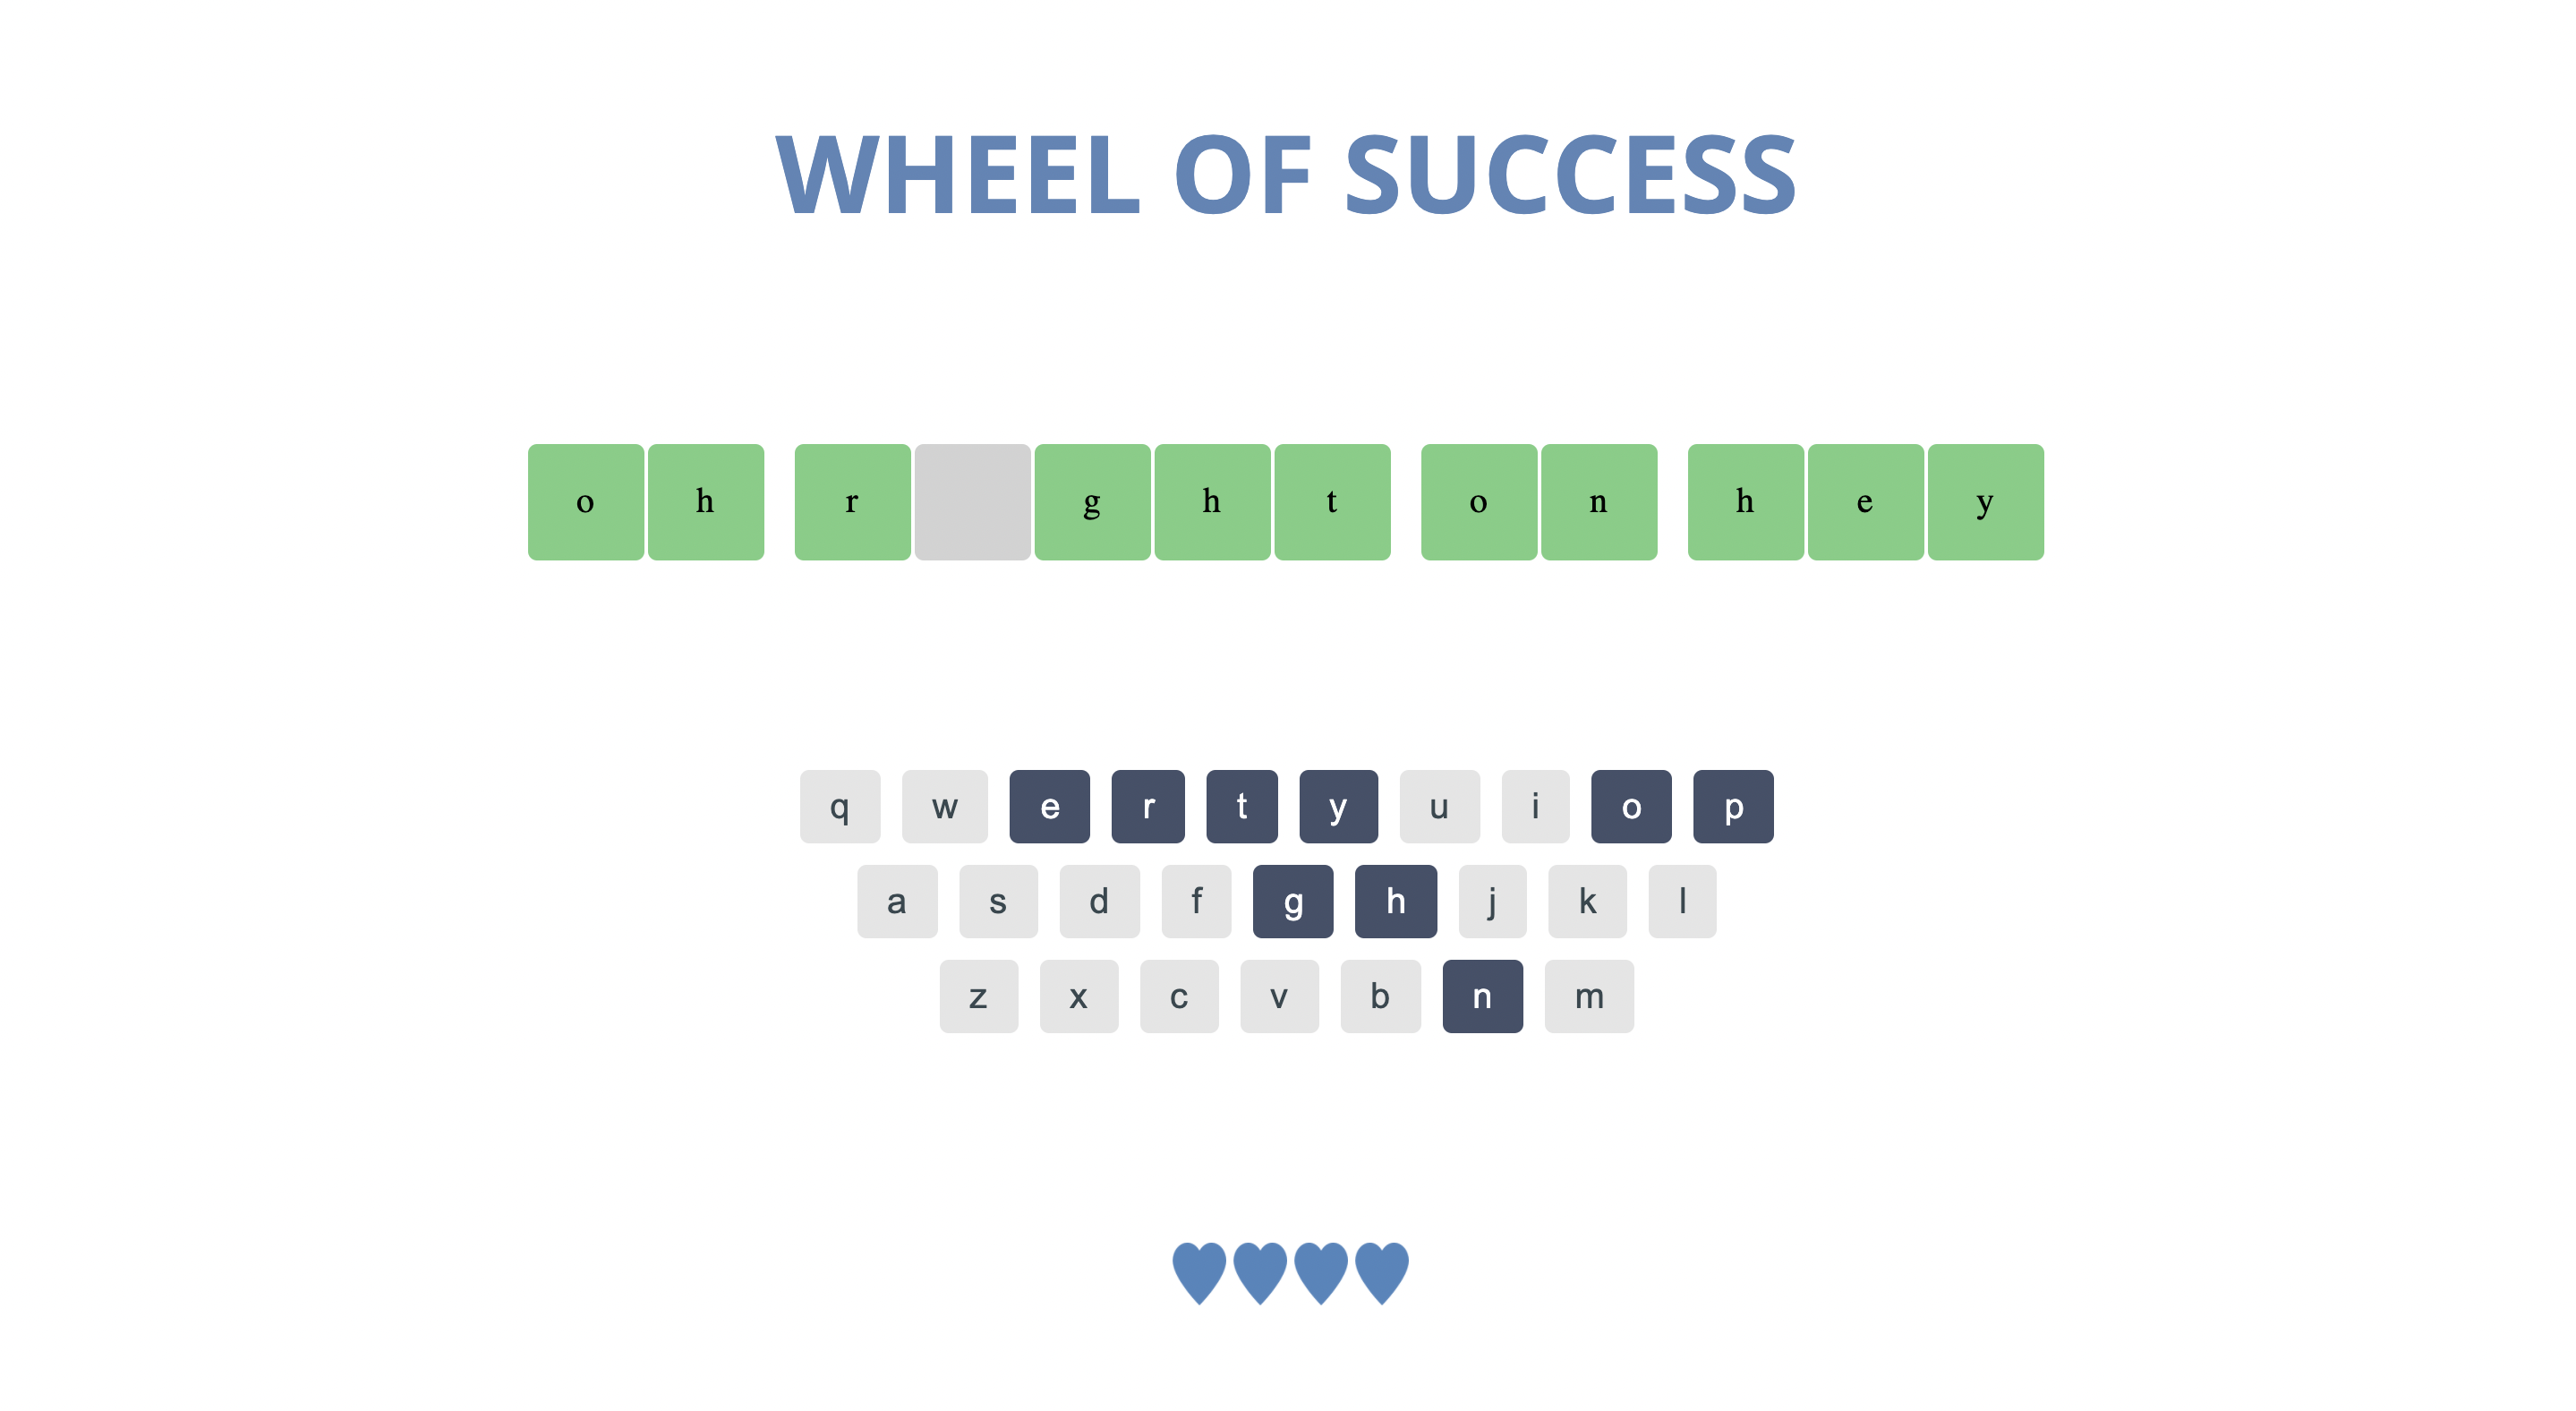 WHEEL OF SUCCESS
o h r g h t o n h e y
q w e r t y u i o p
a s d f g h j k l
z x c v b n m